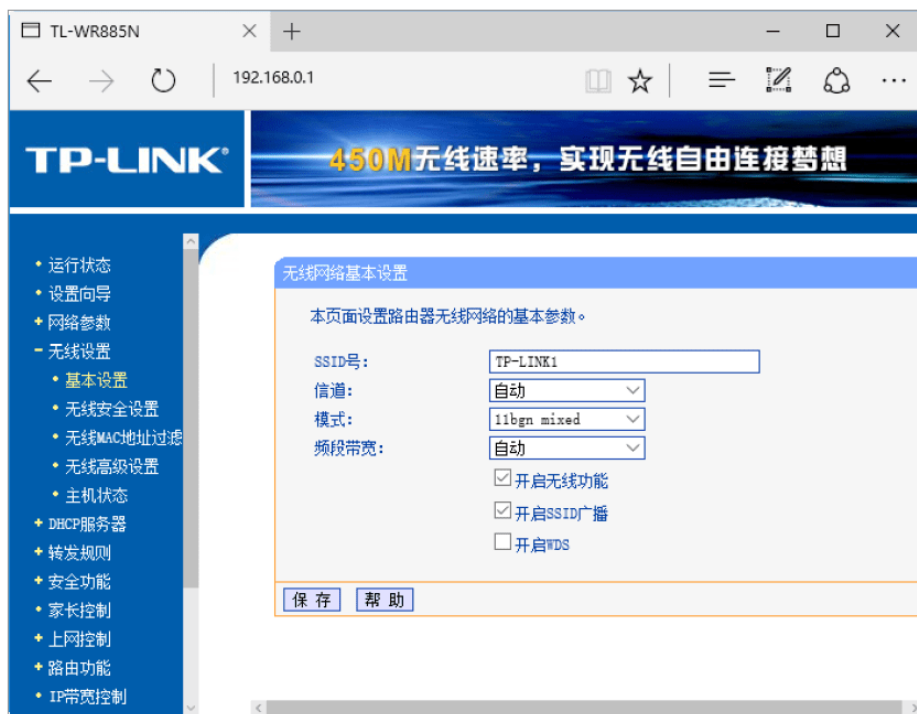 TL-WR885N
192.168.0.1
TP-LINK®
450M无线速率，实现无线自由连接梦想
• 运行状态
• 设置向导
+ 网络参数
- 无线设置
• 基本设置
• 无线安全设置
• 无线MAC地址过滤
• 无线高级设置
• 主机状态
+ DHCP服务器
+ 转发规则
+ 安全功能
• 家长控制
+ 上网控制
+ 路由功能
• IP带宽控制
无线网络基本设置
本页面设置路由器无线网络的基本参数。
SSID号： TP-LINK1
信道： 自动
模式： 11bgn mixed
频段带宽： 自动
开启无线功能
开启SSID广播
开启WDS
保存 帮助